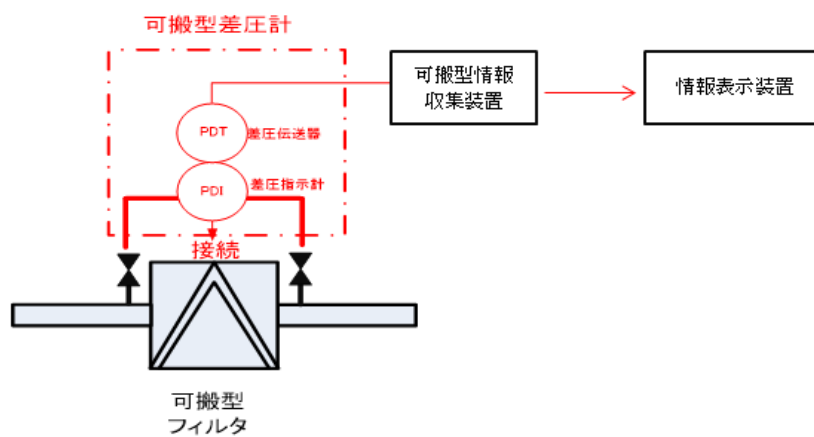 可搬型差圧計
可搬型情報
収集装置
情報表示装置
PDT
差圧伝送器
PDI
差圧指示計
接続
可搬型
フィルタ